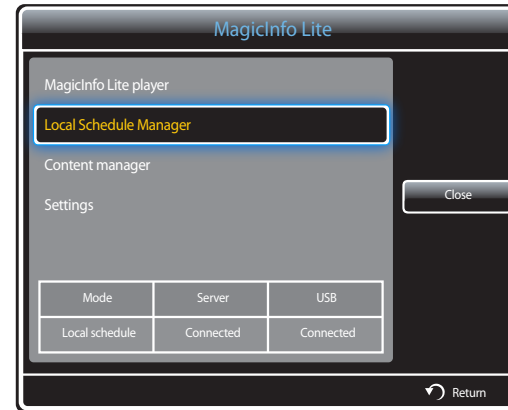 MagicInfo Lite
MagicInfo Lite player
Local Schedule Manager
Content manager
Settings
Close
Mode Server USB
Local schedule Connected Connected
Return